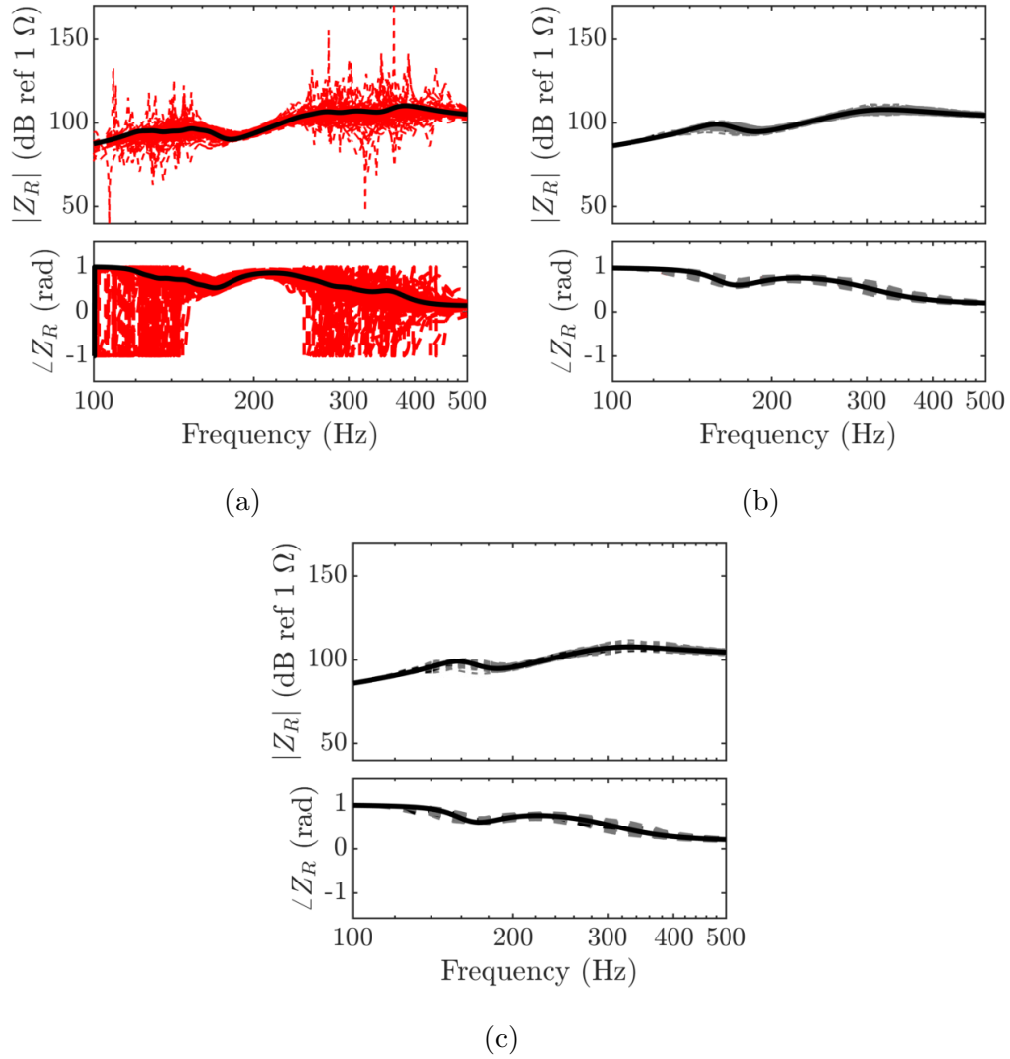 150
100
50
|Z_R| (dB ref 1 Ω)
1
0
-1
∠Z_R (rad)
100 200 300 400 500
Frequency (Hz)
(a)
150
100
50
|Z_R| (dB ref 1 Ω)
1
0
-1
∠Z_R (rad)
100 200 300 400 500
Frequency (Hz)
(b)
150
100
50
|Z_R| (dB ref 1 Ω)
1
0
-1
∠Z_R (rad)
100 200 300 400 500
Frequency (Hz)
(c)